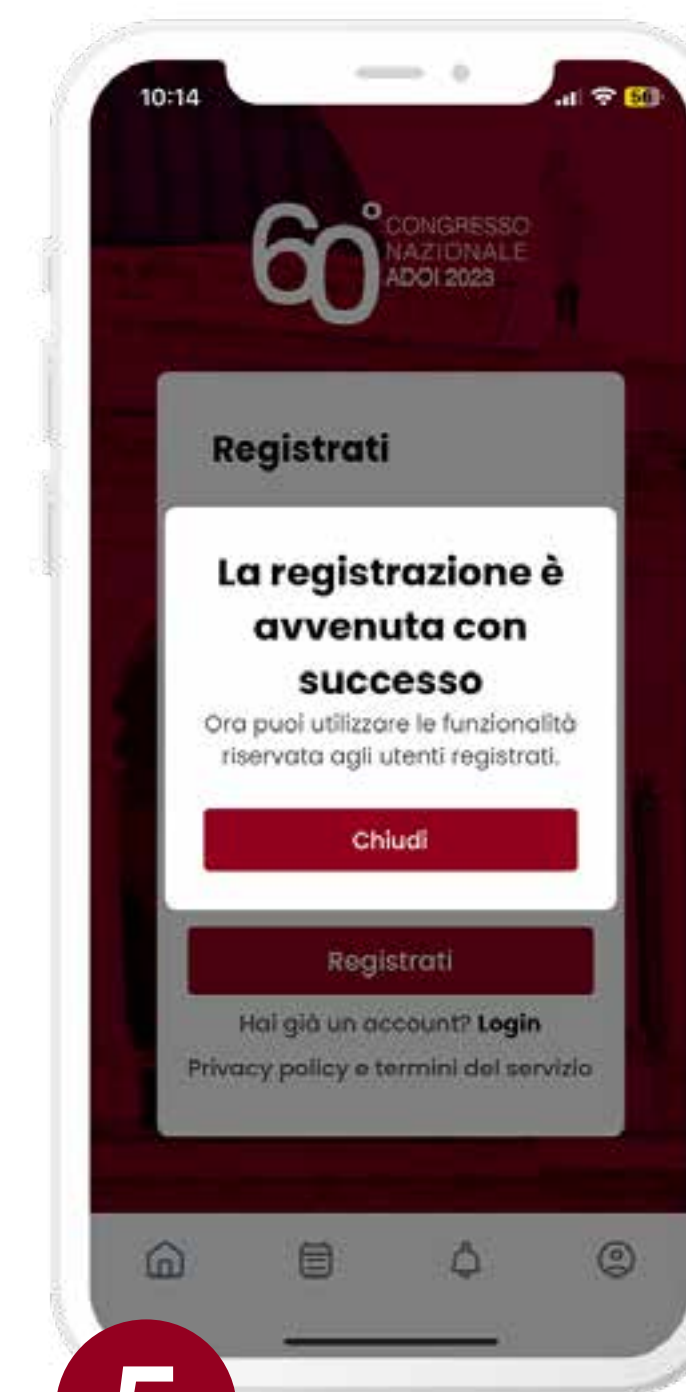 10:14
50
60°
CONGRESSO
NAZIONALE
ADOI 2023
Registrati
La registrazione è
avvenuta con
successo
Ora puoi utilizzare le funzionalità
riservata agli utenti registrati.
Chiudi
Registrati
Hai già un account? Login
Privacy policy e termini del servizio
5